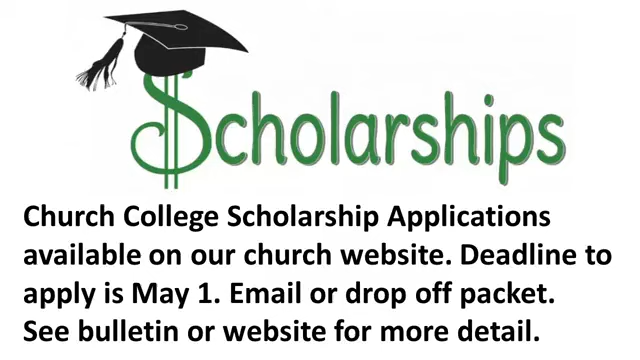 Scholarships
Church College Scholarship Applications
available on our church website. Deadline to
apply is May 1. Email or drop off packet.
See bulletin or website for more detail.